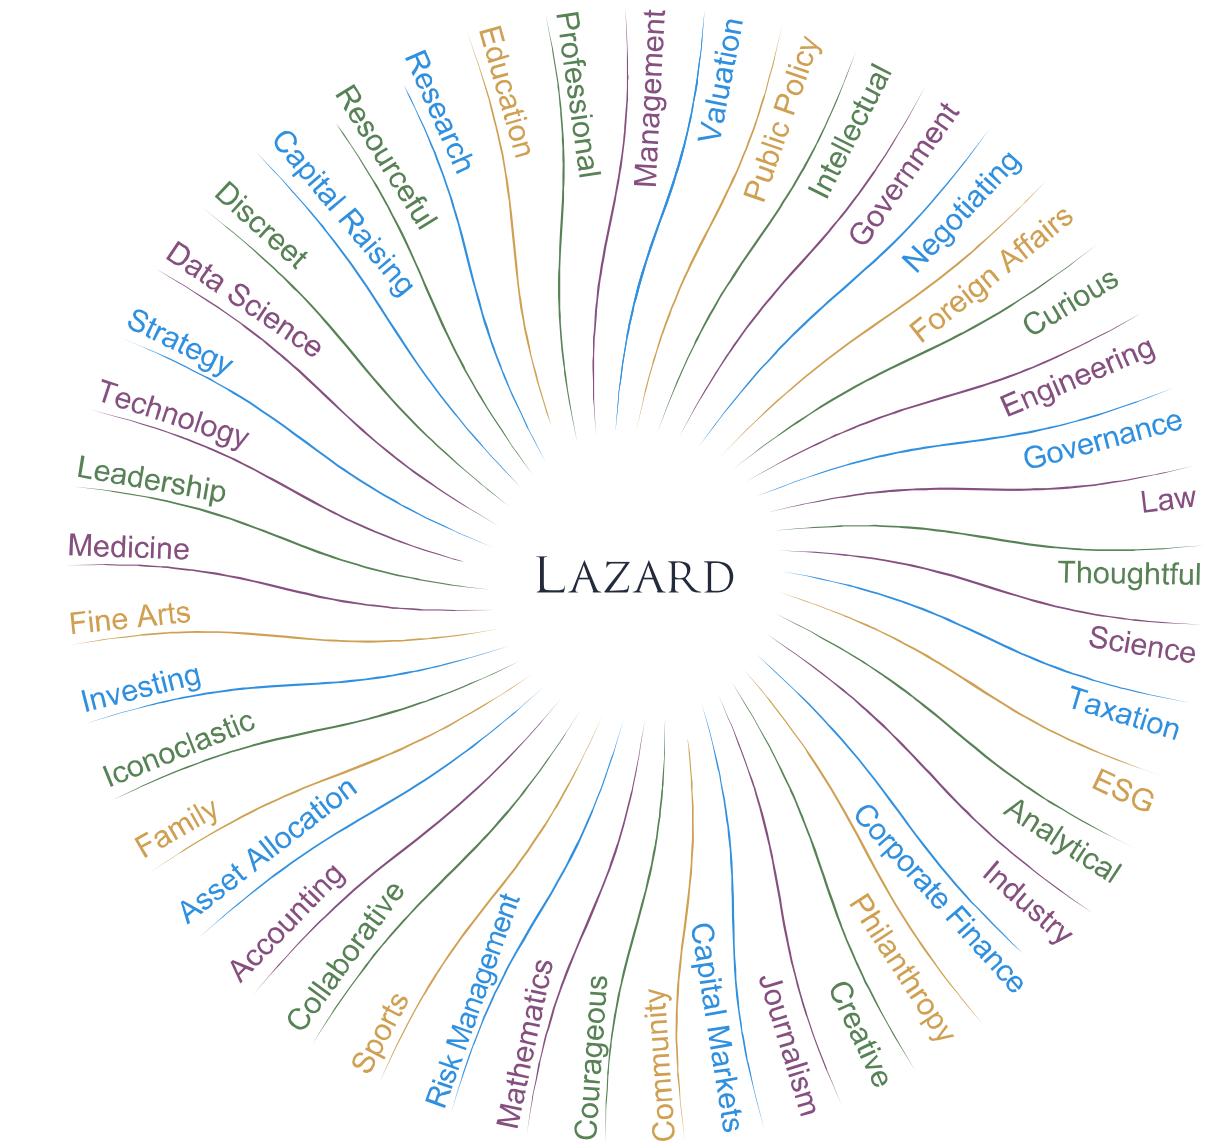 Management
Valuation
Public Policy
Intellectual
Government
Negotiating
Foreign Affairs
Curious
Engineering
Governance
Law
Thoughtful
Science
Taxation
ESG
Analytical
Industry
Corporate Finance
Philanthropy
Creative
Journalism
Capital Markets
Community
Courageous
Mathematics
Risk Management
Sports
Collaborative
Accounting
Asset Allocation
Family
Iconoclastic
Investing
Fine Arts
Medicine
Leadership
Technology
Strategy
Data Science
Discreet
Capital Raising
Resourceful
Research
Education
Professional
LAZARD